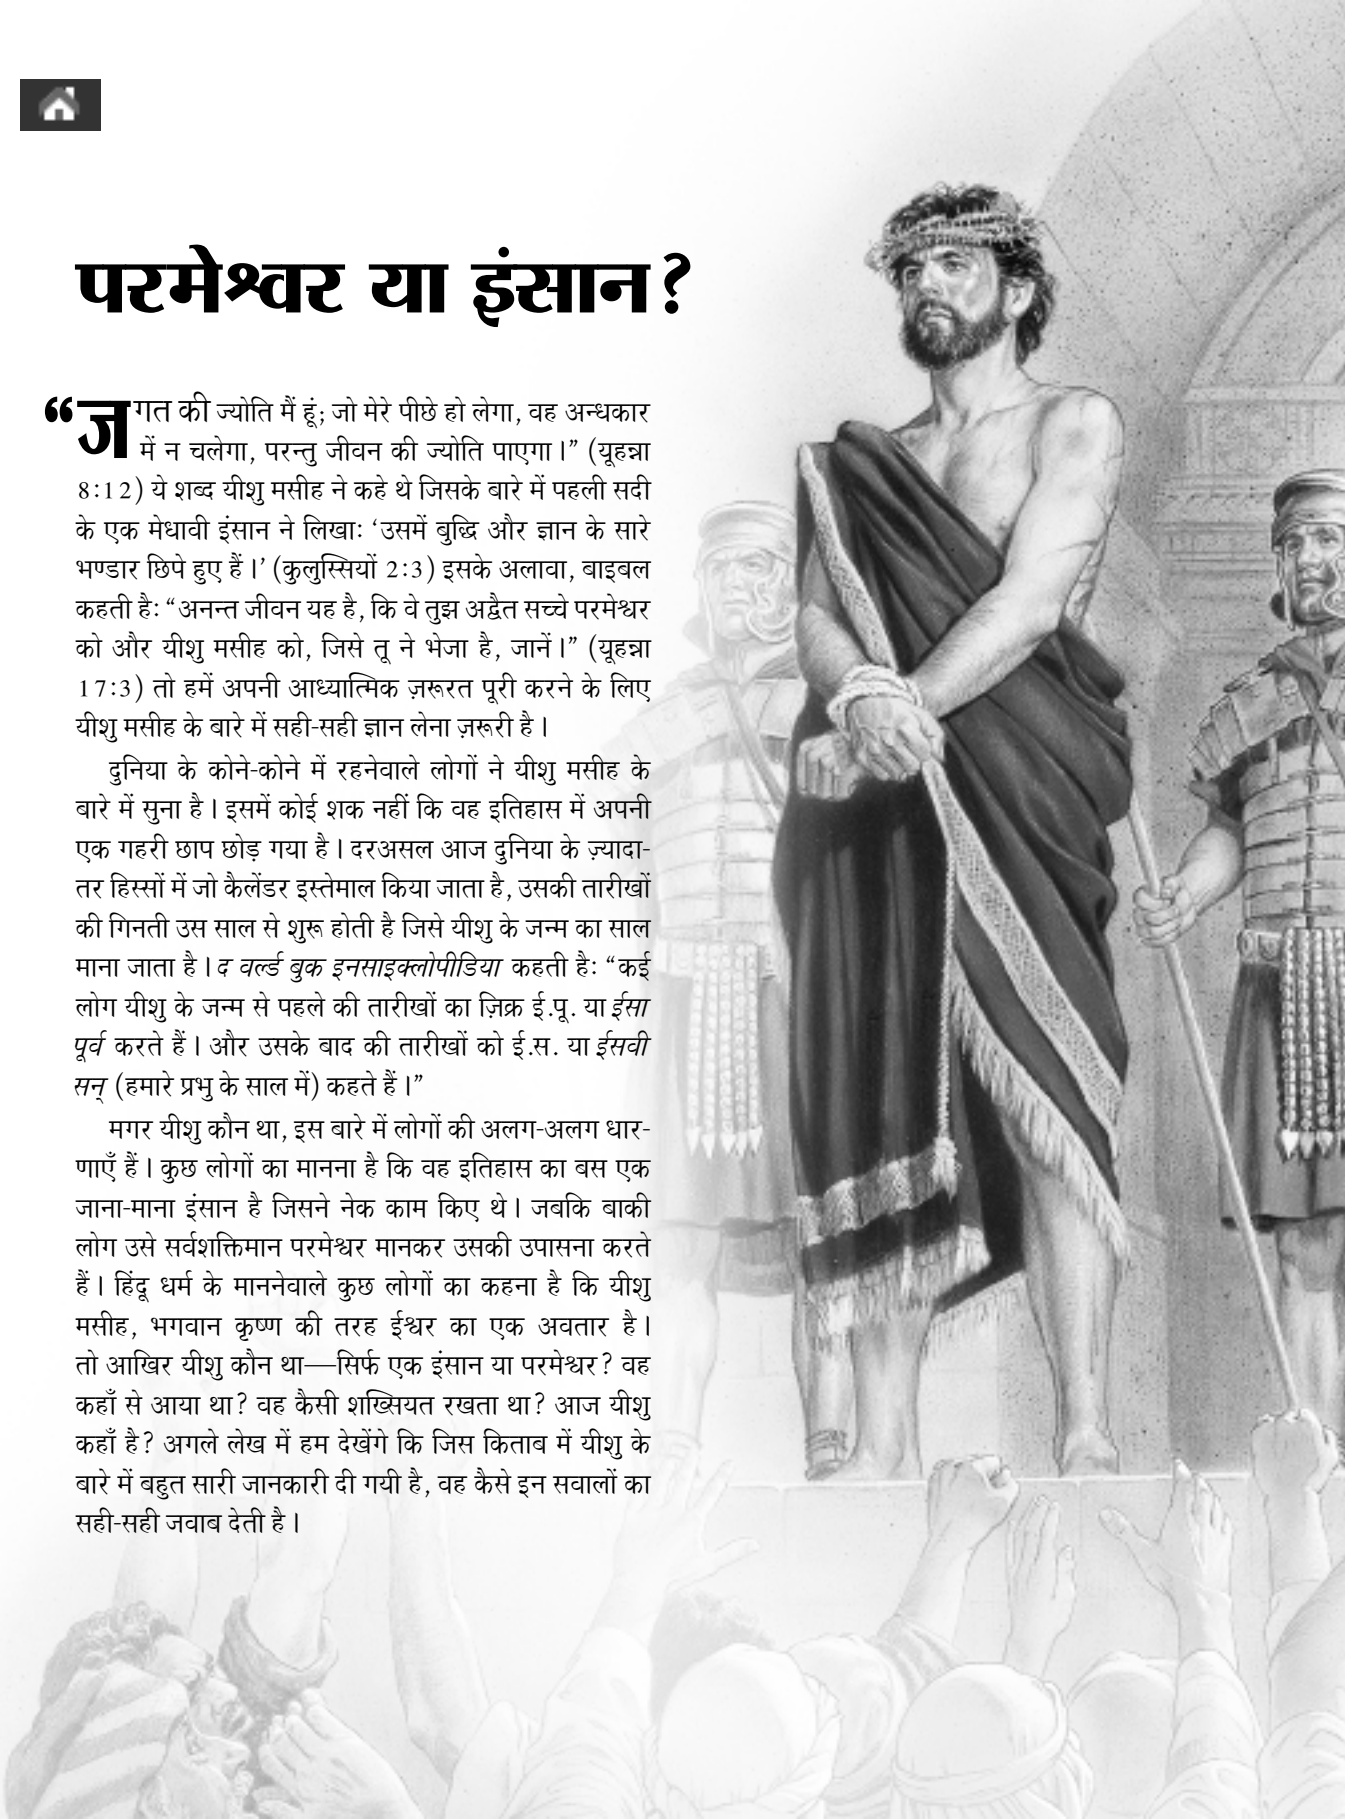 परमेश्वर या इंसान?
“जगत की ज्योति मैं हूं; जो मेरे पीछे हो लेगा, वह अन्धकार
में न चलेगा, परन्तु जीवन की ज्योति पाएगा।” (यूहन्ना
8:12) ये शब्द यीशु मसीह ने कहे थे जिसके बारे में पहली सदी
के एक मेधावी इंसान ने लिखाः ‘उसमें बुद्धि और ज्ञान के सारे
भण्डार छिपे हुए हैं।’ (कुलुस्सियों 2:3) इसके अलावा, बाइबल
कहती हैः “अनन्त जीवन यह है, कि वे तुझ अद्वैत सच्चे परमेश्वर
को और यीशु मसीह को, जिसे तू ने भेजा है, जानें।” (यूहन्ना
17:3) तो हमें अपनी आध्यात्मिक ज़रूरत पूरी करने के लिए
यीशु मसीह के बारे में सही-सही ज्ञान लेना ज़रूरी है।
दुनिया के कोने-कोने में रहनेवाले लोगों ने यीशु मसीह के
बारे में सुना है। इसमें कोई शक नहीं कि वह इतिहास में अपनी
एक गहरी छाप छोड़ गया है। दरअसल आज दुनिया के ज़्यादा-
तर हिस्सों में जो कैलेंडर इस्तेमाल किया जाता है, उसकी तारीखों
की गिनती उस साल से शुरू होती है जिसे यीशु के जन्म का साल
माना जाता है। द वर्ल्ड बुक इनसाइक्लोपीडिया कहती हैः “कई
लोग यीशु के जन्म से पहले की तारीखों का ज़िक्र ई.पू. या ईसा
पूर्व करते हैं। और उसके बाद की तारीखों को ई.स. या ईसवी
सन् (हमारे प्रभु के साल में) कहते हैं।”
मगर यीशु कौन था, इस बारे में लोगों की अलग-अलग धार-
णाएँ हैं। कुछ लोगों का मानना है कि वह इतिहास का बस एक
जाना-माना इंसान है जिसने नेक काम किए थे। जबकि बाकी
लोग उसे सर्वशक्तिमान परमेश्वर मानकर उसकी उपासना करते
हैं। हिंदू धर्म के माननेवाले कुछ लोगों का कहना है कि यीशु
मसीह, भगवान कृष्ण की तरह ईश्वर का एक अवतार है।
तो आखिर यीशु कौन था—सिर्फ एक इंसान या परमेश्वर? वह
कहाँ से आया था? वह कैसी शख्सियत रखता था? आज यीशु
कहाँ है? अगले लेख में हम देखेंगे कि जिस किताब में यीशु के
बारे में बहुत सारी जानकारी दी गयी है, वह कैसे इन सवालों का
सही-सही जवाब देती है।